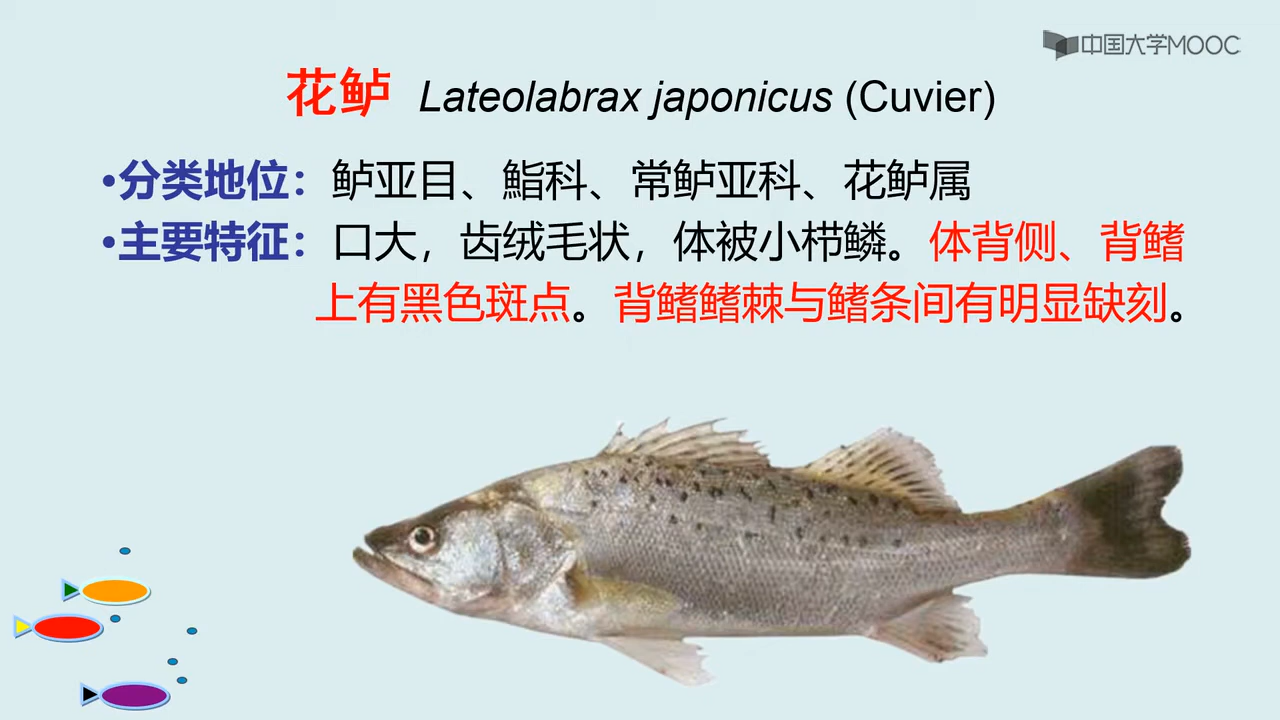 中国大学MOOC
花鲈 Lateolabrax japonicus (Cuvier)
•分类地位：鲈亚目、鮨科、常鲈亚科、花鲈属
•主要特征：口大，齿绒毛状，体被小栉鳞。体背侧、背鳍
上有黑色斑点。背鳍鳍棘与鳍条间有明显缺刻。